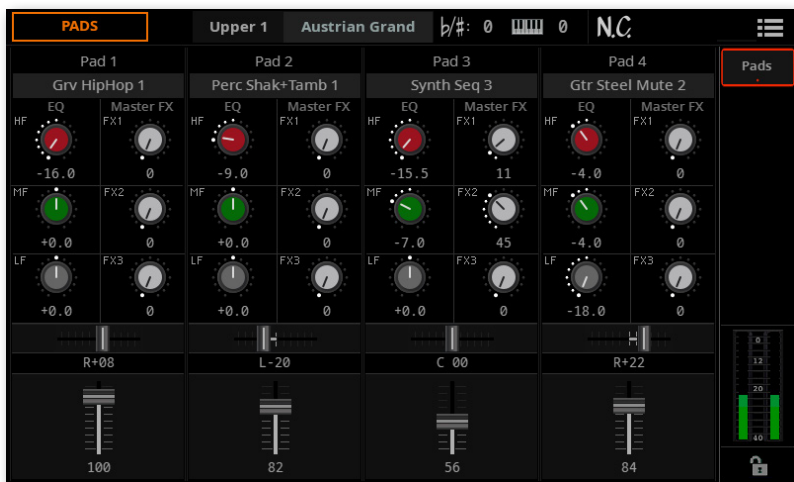 PADS Upper 1 Austrian Grand ♭/♯: 0 0 N.C.
Pad 1 Pad 2 Pad 3 Pad 4 Pads
Grv HipHop 1 Perc Shak+Tamb 1 Synth Seq 3 Gtr Steel Mute 2
EQ Master FX EQ Master FX EQ Master FX EQ Master FX
HF FX1 HF FX1 HF FX1 HF FX1
-16.0 0 -9.0 0 -15.5 11 -4.0 0
MF FX2 MF FX2 MF FX2 MF FX2
+0.0 0 +0.0 0 -7.0 45 -4.0 0
LF FX3 LF FX3 LF FX3 LF FX3
+0.0 0 +0.0 0 +0.0 0 -18.0 0
R+08 L-20 C 00 R+22
100 82 56 84
0
12
20
40